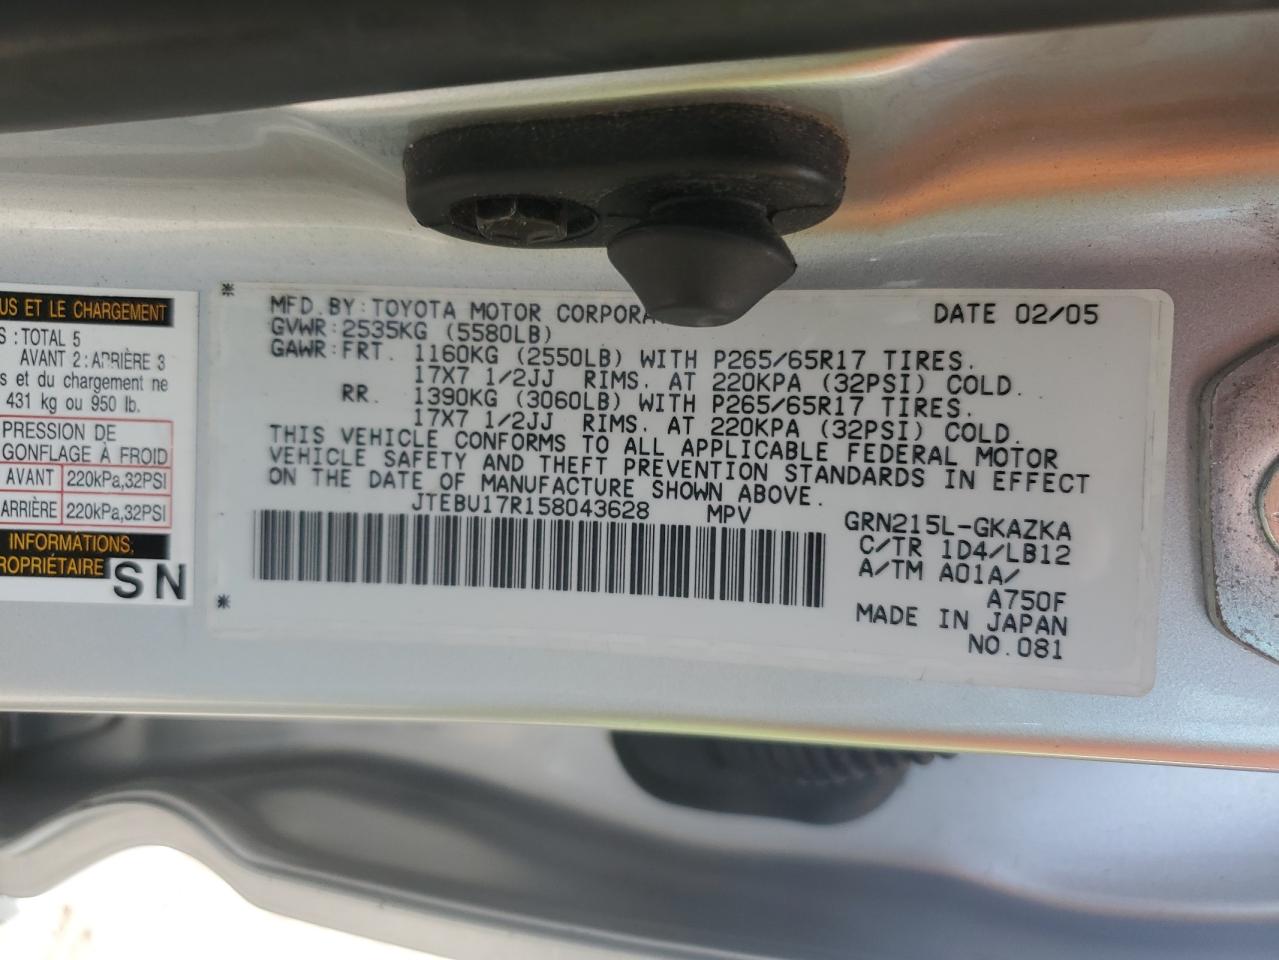 US ET LE CHARGEMENT
S : TOTAL 5
AVANT 2 : ARRIÈRE 3
s et du chargement ne
431 kg ou 950 lb.
PRESSION DE
GONFLAGE À FROID
AVANT 220kPa,32PSI
ARRIÈRE 220kPa,32PSI
INFORMATIONS,
ROPRIÉTAIRE
SN
* MFD. BY: TOYOTA MOTOR CORPORA DATE 02/05
GVWR: 2535KG (5580LB)
GAWR: FRT. 1160KG (2550LB) WITH P265/65R17 TIRES.
17X7 1/2JJ RIMS. AT 220KPA (32PSI) COLD.
RR. 1390KG (3060LB) WITH P265/65R17 TIRES.
17X7 1/2JJ RIMS. AT 220KPA (32PSI) COLD.
THIS VEHICLE CONFORMS TO ALL APPLICABLE FEDERAL MOTOR
VEHICLE SAFETY AND THEFT PREVENTION STANDARDS IN EFFECT
ON THE DATE OF MANUFACTURE SHOWN ABOVE.
JTEBU17R158043628 MPV
GRN215L-GKAZKA
C/TR 1D4/LB12
A/TM A01A/
A750F
* MADE IN JAPAN
NO.081